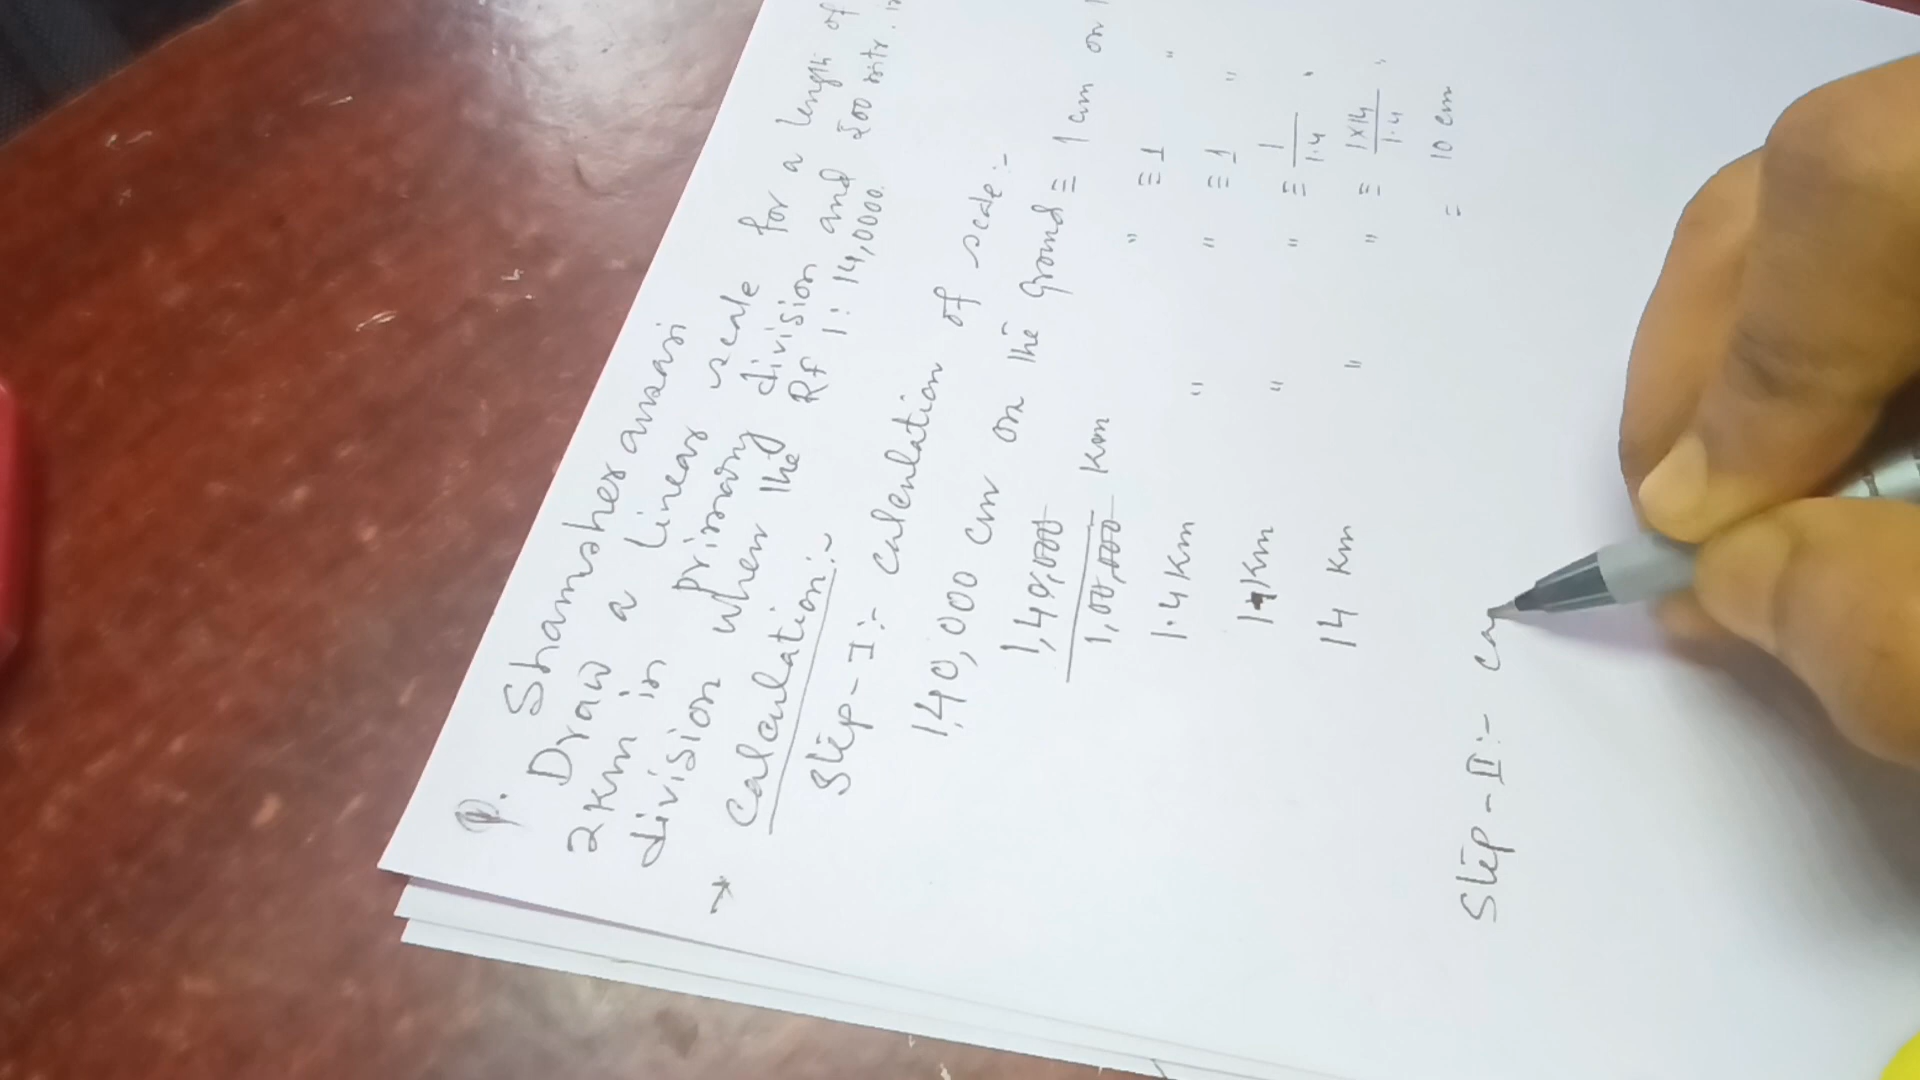 Shamsher ansari
Draw a linear scale for a length of
2 km in primary division and 200 mtr. in
division when the Rf 1: 14,0000.
→ Calculation:-
Step-I:- calculation of scale:-
1,40,000 cm on the ground ≡ 1 cm on
1,40,000
1,00,000 Km " ≡ 1 "
1.4 Km " " ≡ 1 "
1 Km " " ≡ 1
1.4 "
14 Km " " ≡ 1×14
1.4 "
= 10 cm
Step-II:- ca